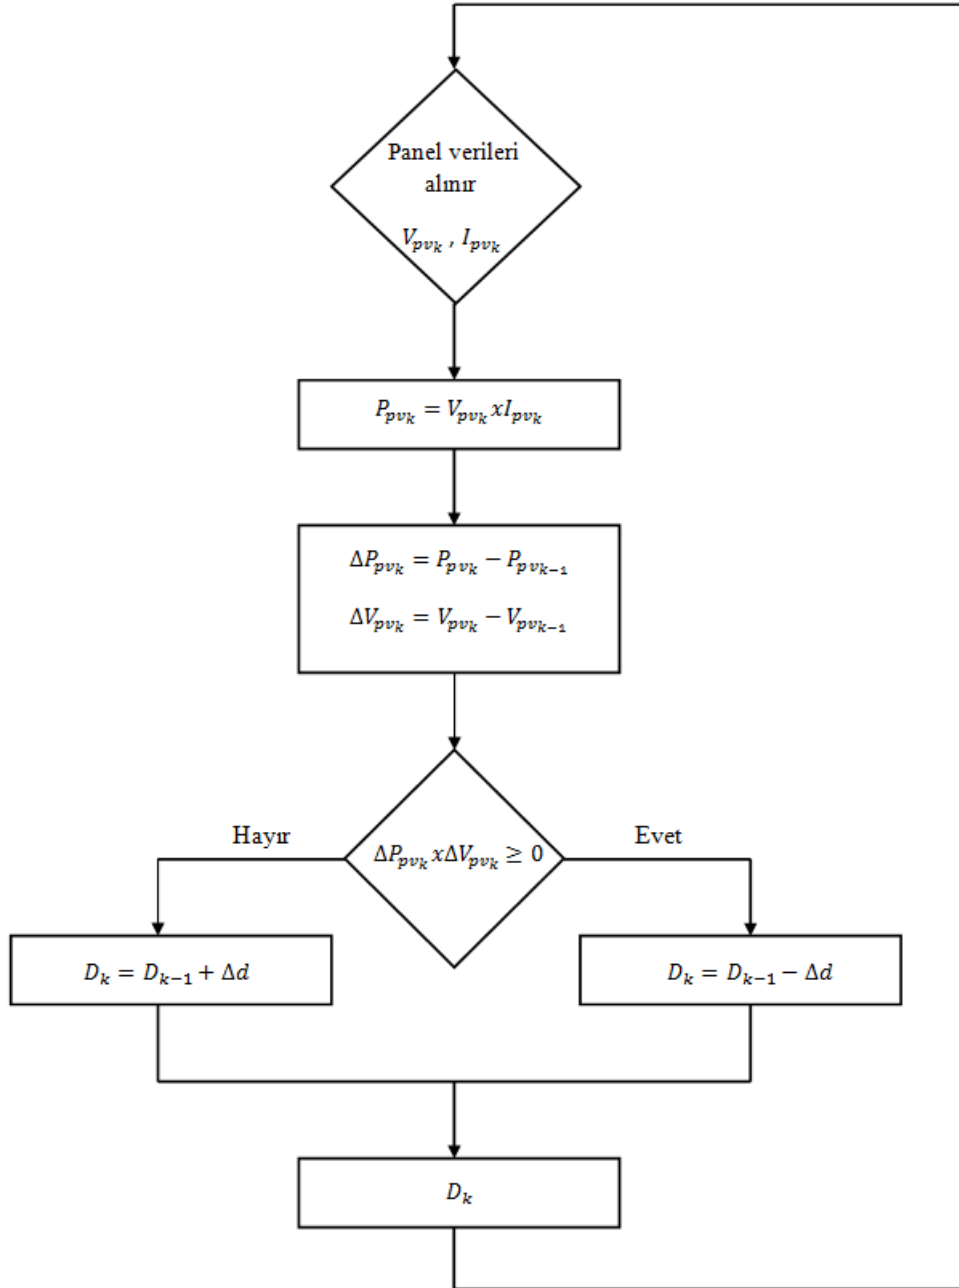 Panel verileri
alınır
V_{pv_k} , I_{pv_k}
P_{pv_k} = V_{pv_k} x I_{pv_k}
ΔP_{pv_k} = P_{pv_k} − P_{pv_{k-1}}
ΔV_{pv_k} = V_{pv_k} − V_{pv_{k-1}}
Hayır
ΔP_{pv_k} x ΔV_{pv_k} ≥ 0
Evet
D_k = D_{k-1} + Δd
D_k = D_{k-1} − Δd
D_k